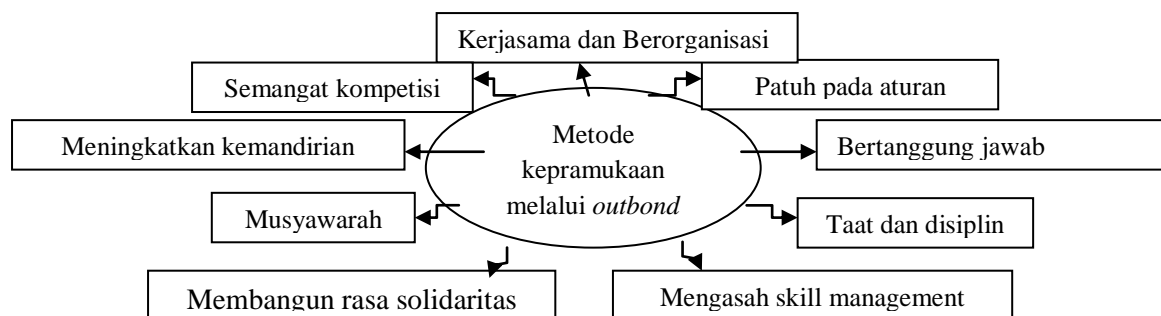 Kerjasama dan Berorganisasi
Semangat kompetisi
Patuh pada aturan
Meningkatkan kemandirian
Metode
kepramukaan
melalui outbond
Bertanggung jawab
Musyawarah
Taat dan disiplin
Membangun rasa solidaritas
Mengasah skill management